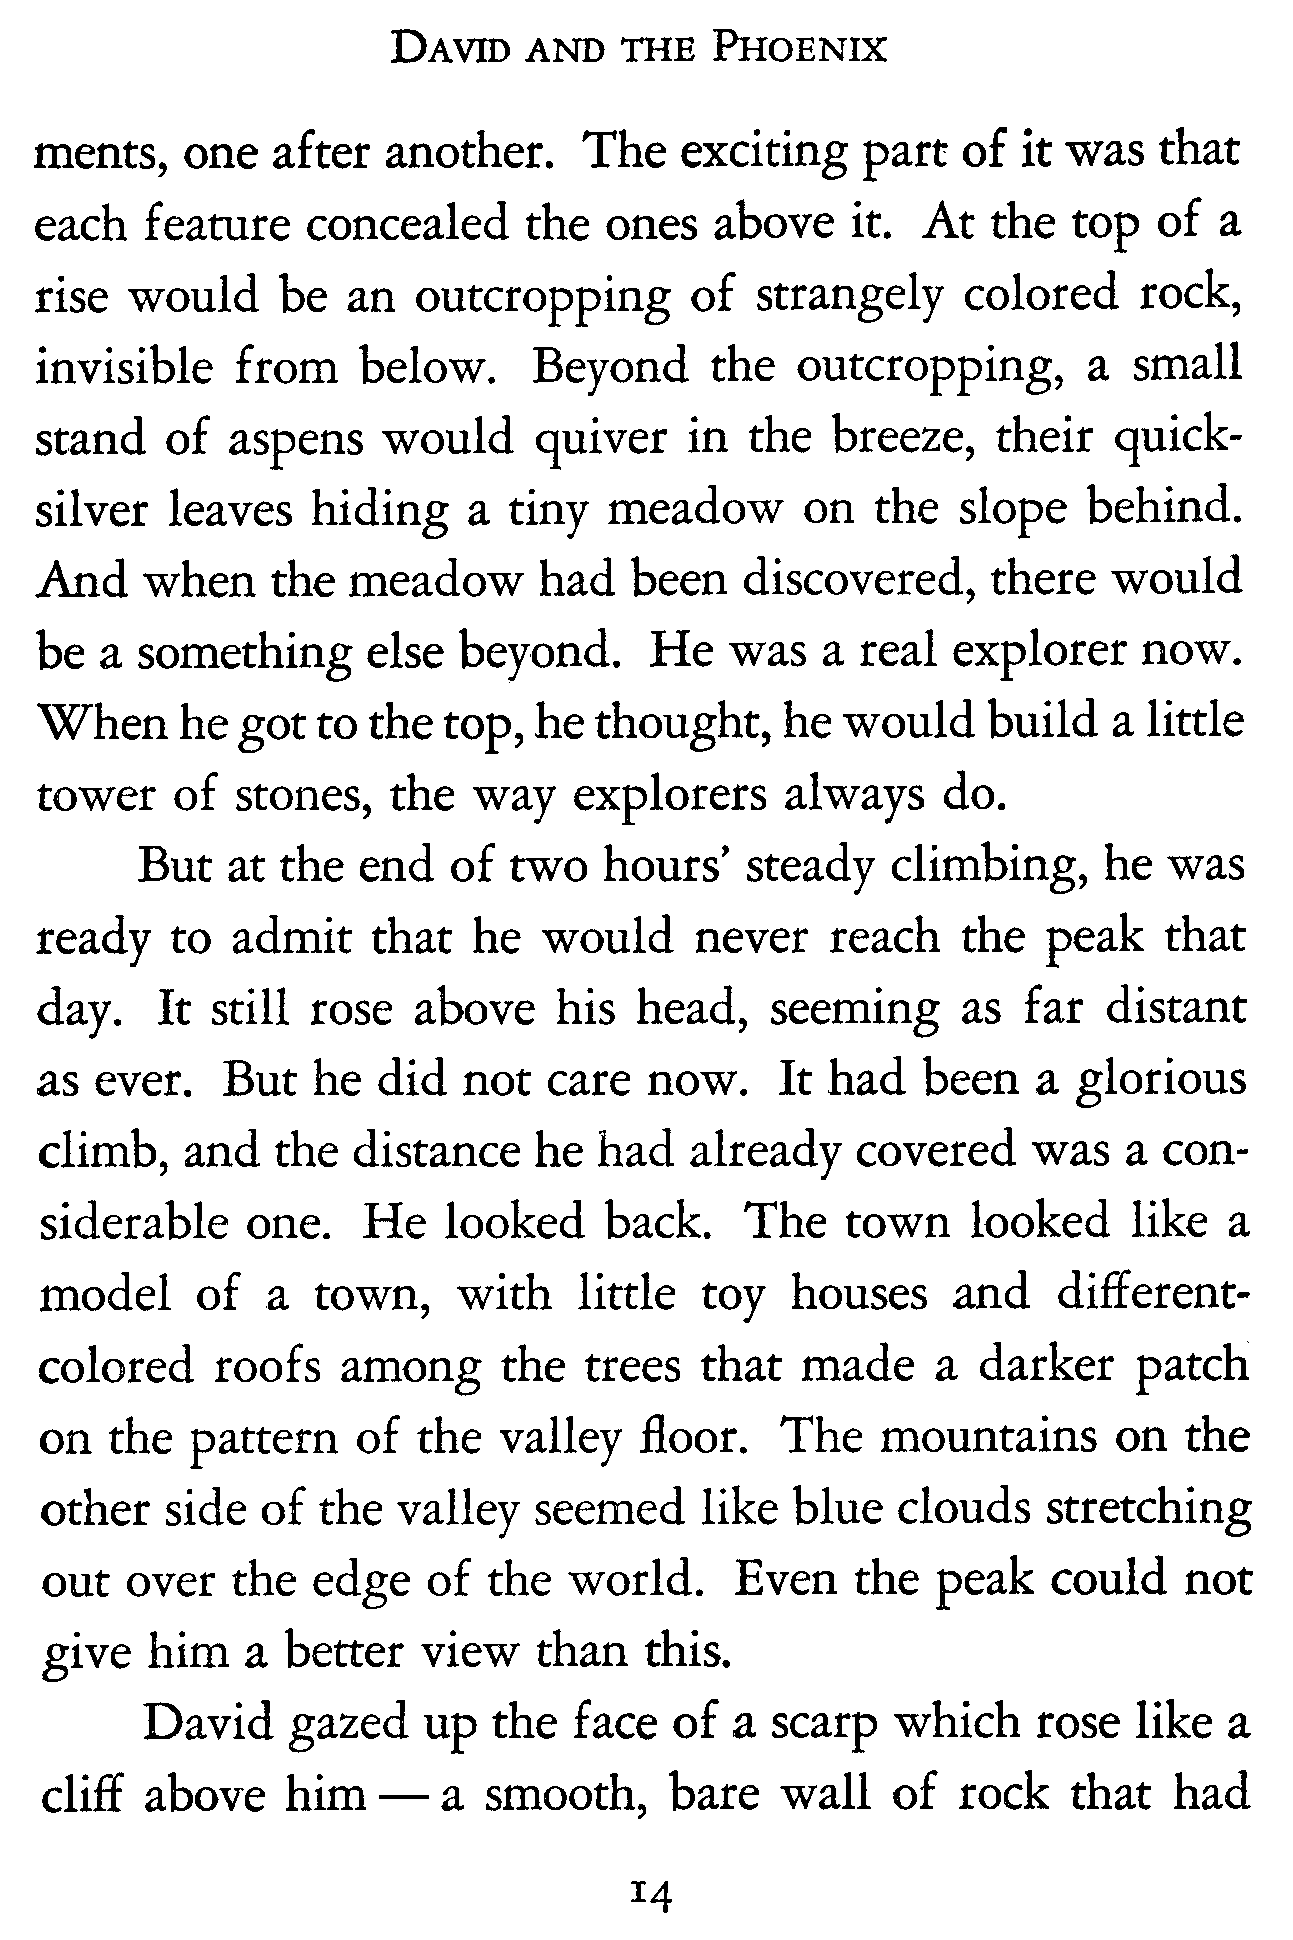 DAVID AND THE PHOENIX
ments, one after another. The exciting part of it was that
each feature concealed the ones above it. At the top of a
rise would be an outcropping of strangely colored rock,
invisible from below. Beyond the outcropping, a small
stand of aspens would quiver in the breeze, their quick-
silver leaves hiding a tiny meadow on the slope behind.
And when the meadow had been discovered, there would
be a something else beyond. He was a real explorer now.
When he got to the top, he thought, he would build a little
tower of stones, the way explorers always do.
But at the end of two hours' steady climbing, he was
ready to admit that he would never reach the peak that
day. It still rose above his head, seeming as far distant
as ever. But he did not care now. It had been a glorious
climb, and the distance he had already covered was a con-
siderable one. He looked back. The town looked like a
model of a town, with little toy houses and different-
colored roofs among the trees that made a darker patch
on the pattern of the valley floor. The mountains on the
other side of the valley seemed like blue clouds stretching
out over the edge of the world. Even the peak could not
give him a better view than this.
David gazed up the face of a scarp which rose like a
cliff above him — a smooth, bare wall of rock that had
14